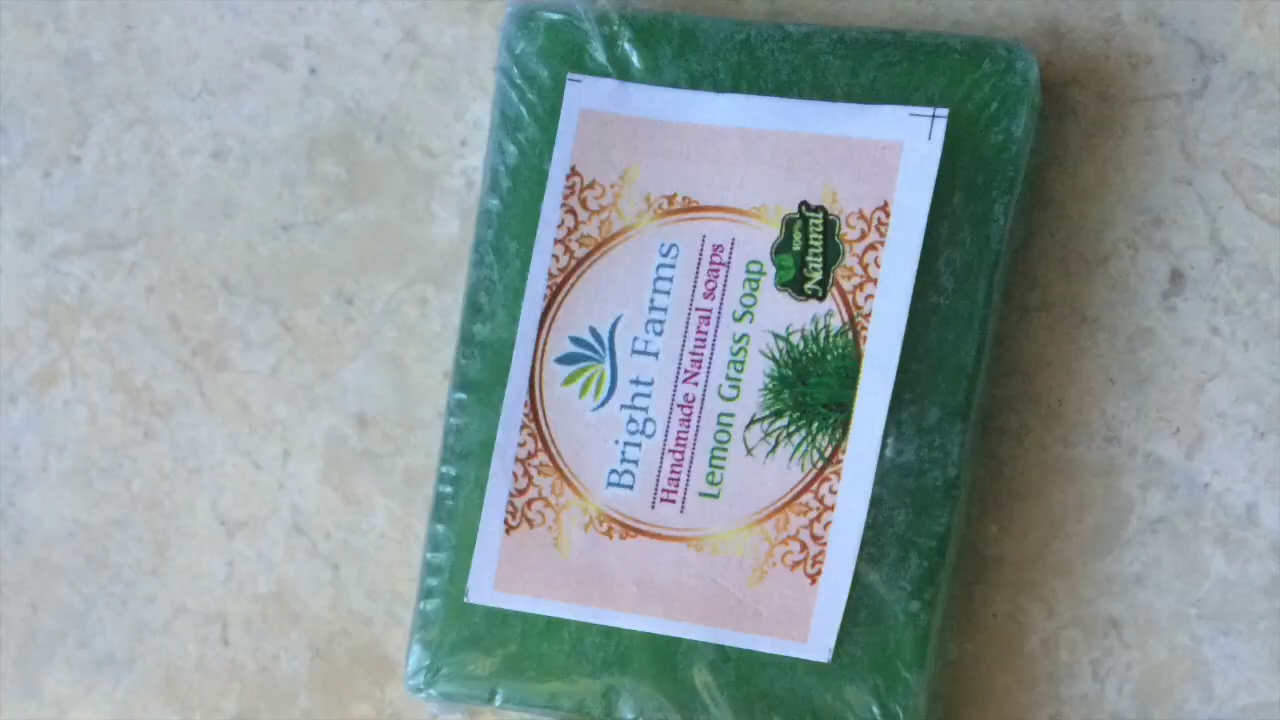 Bright Farms
Handmade Natural soaps
Lemon Grass Soap
100%
Natural